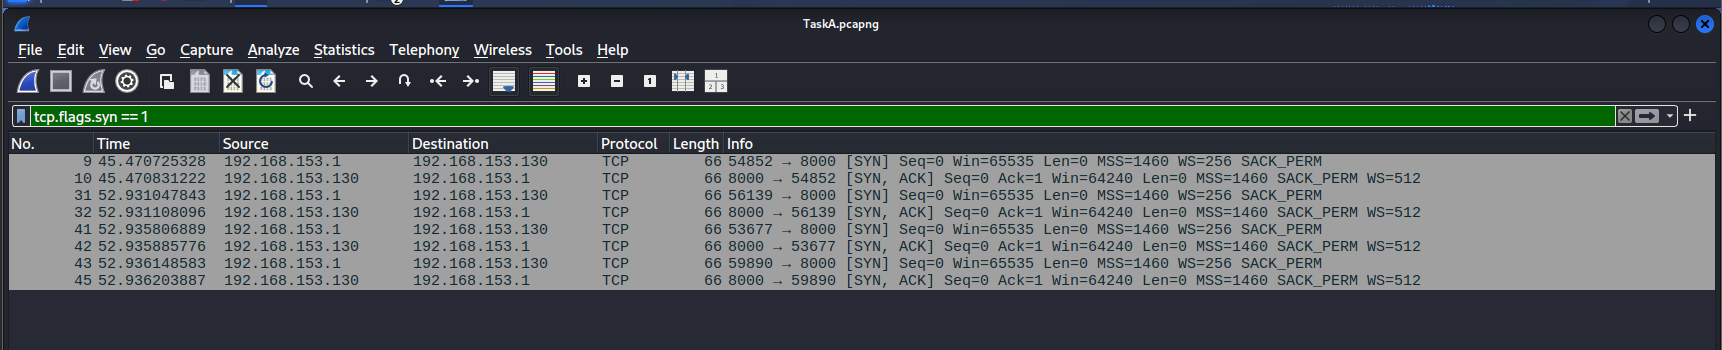 TaskA.pcapng
File Edit View Go Capture Analyze Statistics Telephony Wireless Tools Help
tcp.flags.syn == 1
No. Time Source Destination Protocol Length Info
9 45.470725328 192.168.153.1 192.168.153.130 TCP 66 54852 → 8000 [SYN] Seq=0 Win=65535 Len=0 MSS=1460 WS=256 SACK_PERM
10 45.470831222 192.168.153.130 192.168.153.1 TCP 66 8000 → 54852 [SYN, ACK] Seq=0 Ack=1 Win=64240 Len=0 MSS=1460 SACK_PERM WS=512
31 52.931047843 192.168.153.1 192.168.153.130 TCP 66 56139 → 8000 [SYN] Seq=0 Win=65535 Len=0 MSS=1460 WS=256 SACK_PERM
32 52.931108096 192.168.153.130 192.168.153.1 TCP 66 8000 → 56139 [SYN, ACK] Seq=0 Ack=1 Win=64240 Len=0 MSS=1460 SACK_PERM WS=512
41 52.935806889 192.168.153.1 192.168.153.130 TCP 66 53677 → 8000 [SYN] Seq=0 Win=65535 Len=0 MSS=1460 WS=256 SACK_PERM
42 52.935885776 192.168.153.130 192.168.153.1 TCP 66 8000 → 53677 [SYN, ACK] Seq=0 Ack=1 Win=64240 Len=0 MSS=1460 SACK_PERM WS=512
43 52.936148583 192.168.153.1 192.168.153.130 TCP 66 59890 → 8000 [SYN] Seq=0 Win=65535 Len=0 MSS=1460 WS=256 SACK_PERM
45 52.936203887 192.168.153.130 192.168.153.1 TCP 66 8000 → 59890 [SYN, ACK] Seq=0 Ack=1 Win=64240 Len=0 MSS=1460 SACK_PERM WS=512